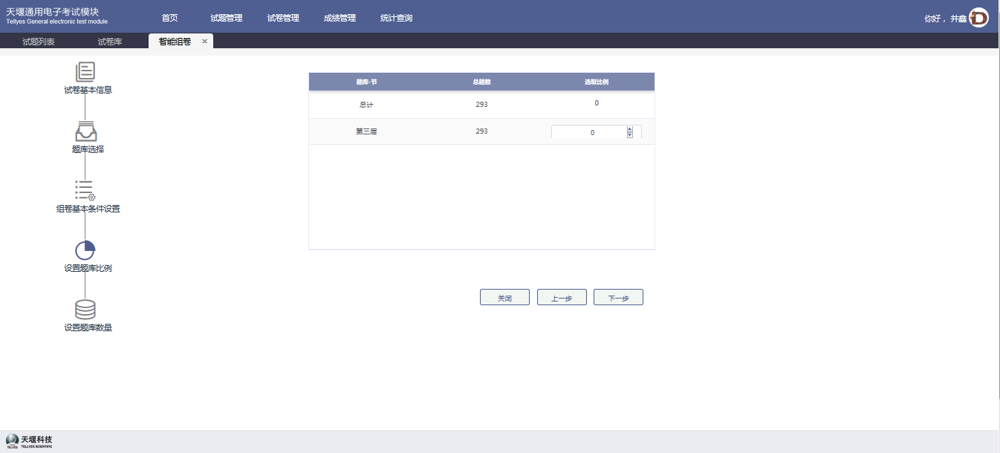 天堰通用电子考试模块
Tellyes General electronic test module
首页 试题管理 试卷管理 成绩管理 统计查询
你好， 井鑫
试题列表 试卷库 智能组卷 ×
试卷基本信息
题库选择
组卷基本条件设置
设置题库比例
设置题库数量
题库-节 总题数 选取比例
总计 293 0
第三层 293 0
关闭 上一步 下一步
天堰科技
TELLYES SCIENTIFIC
TELLYES